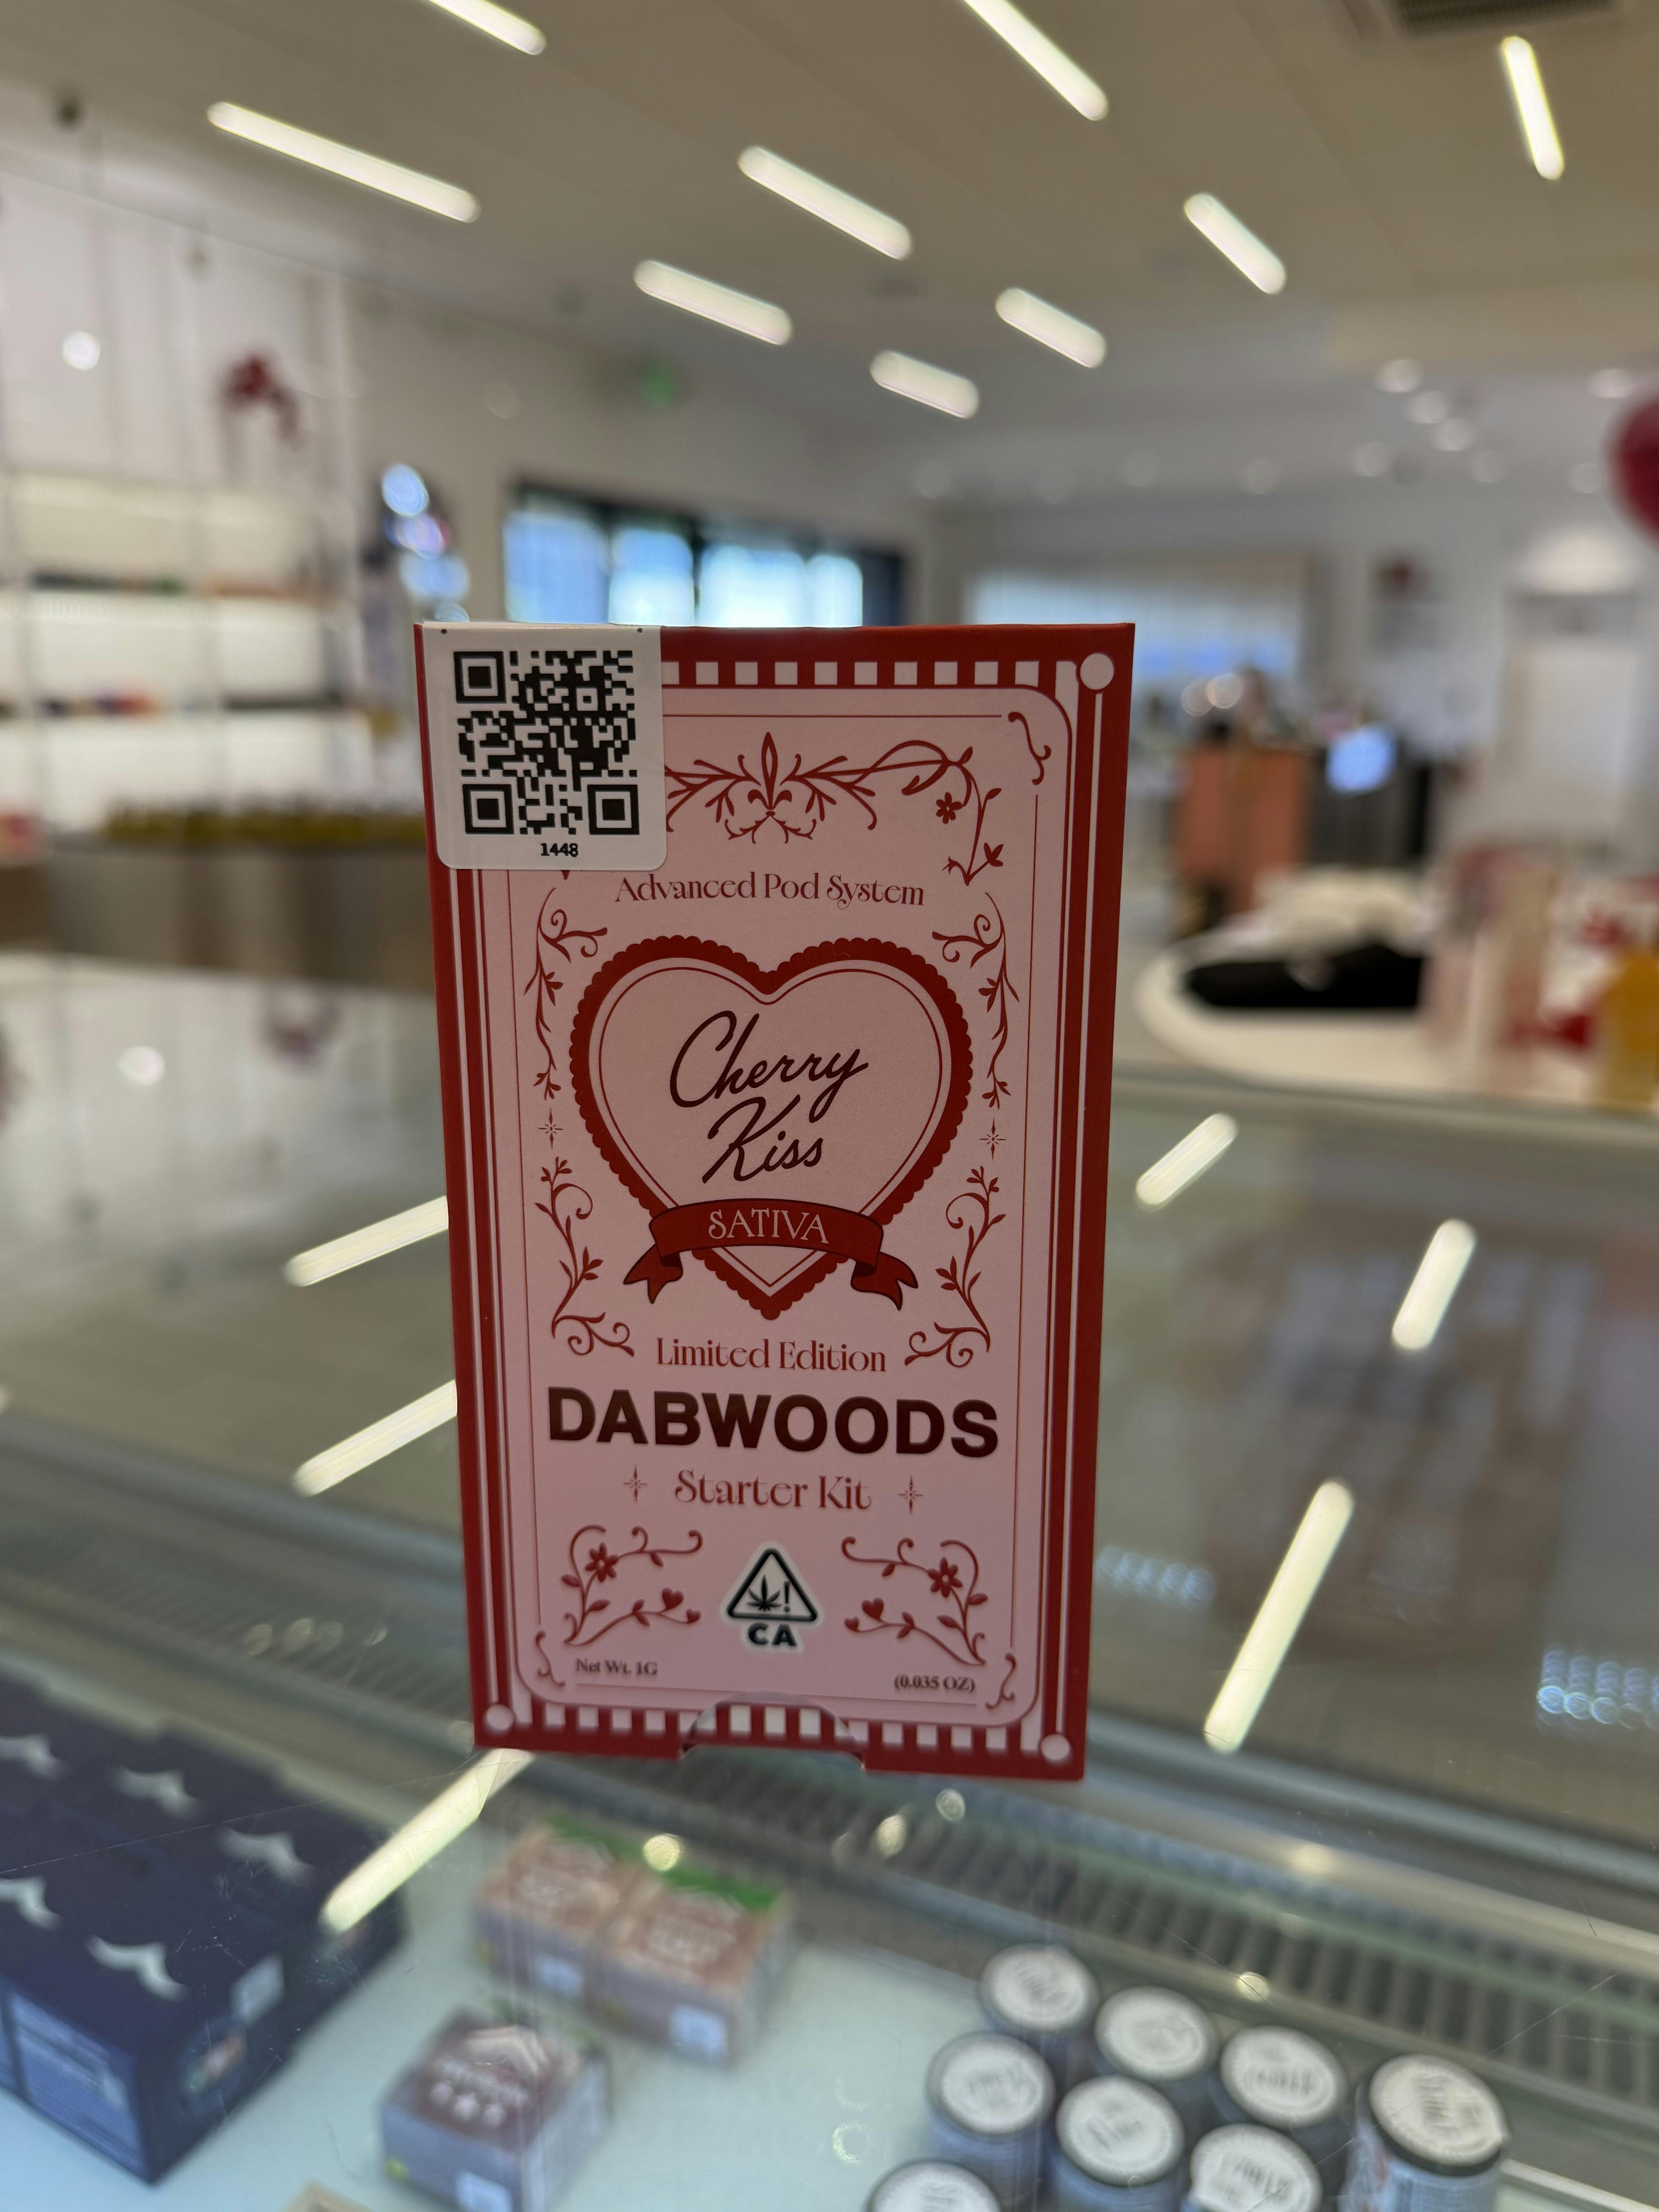 1448
Advanced Pod System
Cherry
Kiss
SATIVA
Limited Edition
DABWOODS
Starter Kit
!
CA
Net Wt. 1G (0.035 OZ)